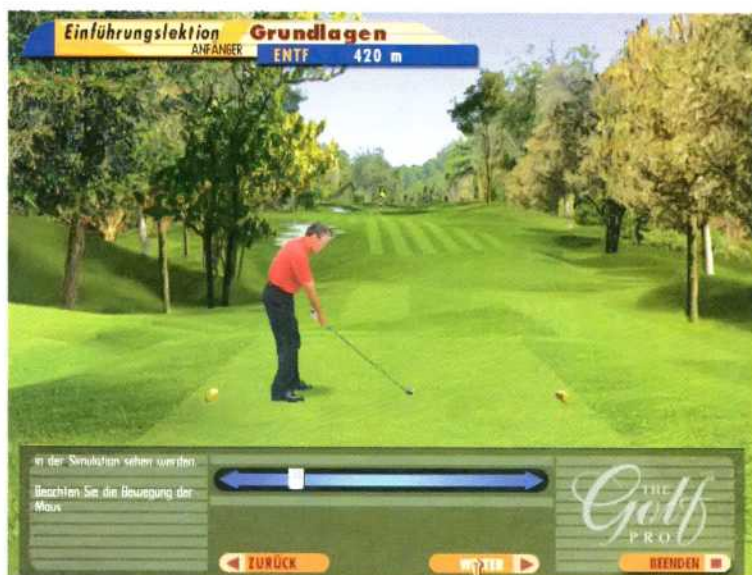 Einführungslektion Grundlagen
ANFÄNGER ENTF 420 m
in der Simulation sehen werden.
Beachten Sie die Bewegung der
Maus
THE
Golf
PRO
ZURÜCK
WEITER
BEENDEN